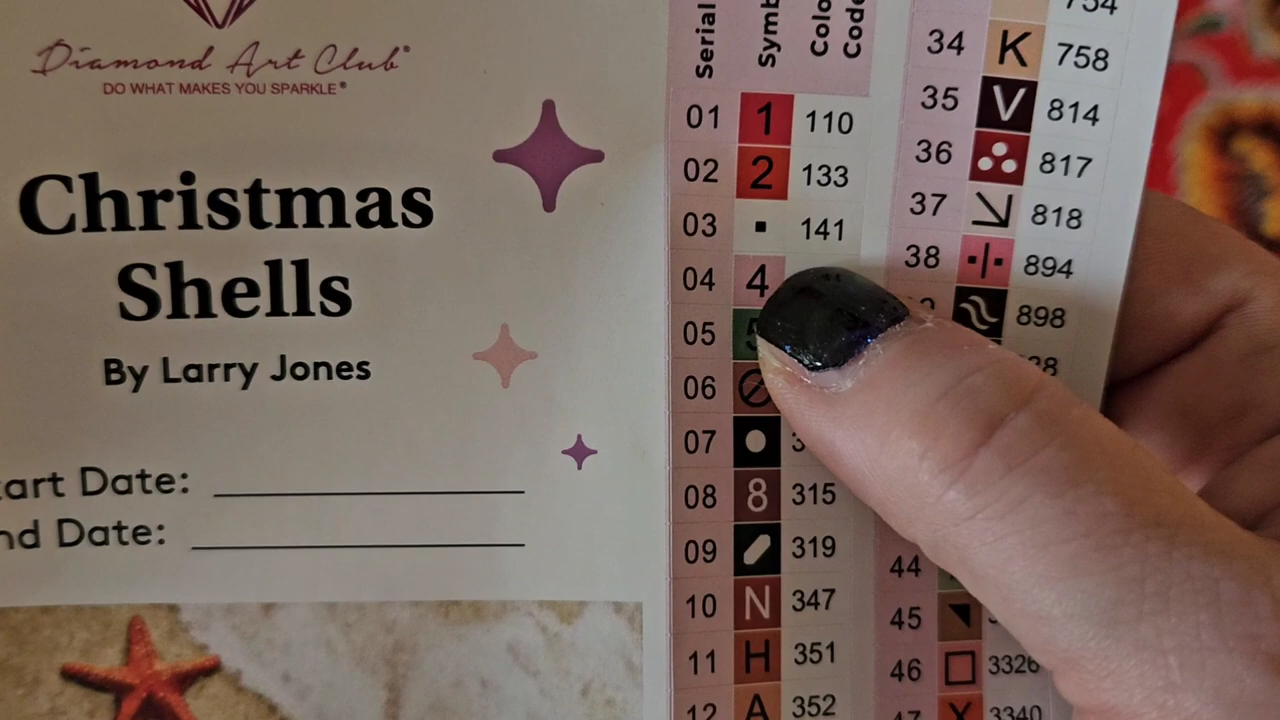 Diamond Art Club®
DO WHAT MAKES YOU SPARKLE®
Christmas
Shells
By Larry Jones
Date:
Date:
Serial
Symb
Colo
Code
01 1 110
02 2 133
03 141
04 4
05 5
06
07
08 8 315
09 319
10 N 347
11 H 351
12 A 352
754
34 K 758
35 V 814
36 817
37 818
38 894
898
44
45
46 3326
47 X 3340